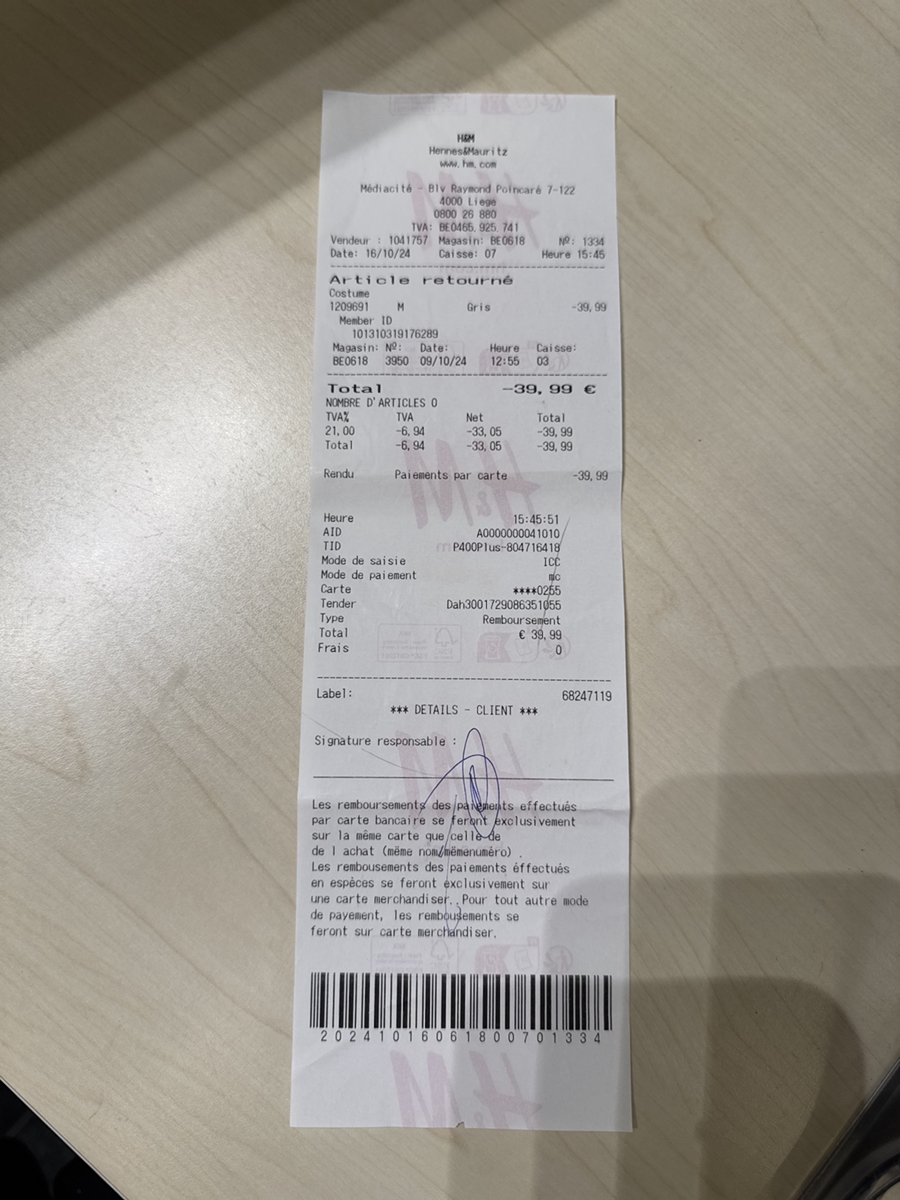 H&M
Hennes&Mauritz
www.hm.com
Médiacité - Blv Raymond Poincaré 7-122
4000 Liege
0800 26 880
TVA: BE0465.925.741
Vendeur : 1041757 Magasin: BE0618 Nº: 1334
Date: 16/10/24 Caisse: 07 Heure 15:45
Article retourné
Costume
1209691 M Gris -39,99
Member ID
101310319176289
Magasin: Nº: Date: Heure Caisse:
BE0618 3950 09/10/24 12:55 03
Total -39,99 €
NOMBRE D'ARTICLES 0
TVA% TVA Net Total
21,00 -6,94 -33,05 -39,99
Total -6,94 -33,05 -39,99
Rendu Paiements par carte -39,99
Heure 15:45:51
AID A0000000041010
TID P400Plus-804716418
Mode de saisie ICC
Mode de paiement mc
Carte ****0255
Tender Dah3001729086351055
Type Remboursement
Total € 39,99
Frais 0
Label: 68247119
*** DETAILS - CLIENT ***
Signature responsable :
Les remboursements des paiements effectués
par carte bancaire se feront exclusivement
sur la même carte que celle de
de l achat (même nom/mêmenuméro) .
Les rembousements des paiements éffectués
en espèces se feront exclusivement sur
une carte merchandiser..Pour tout autre mode
de payement, les rembousements se
feront sur carte merchandiser.
20241016061800701334